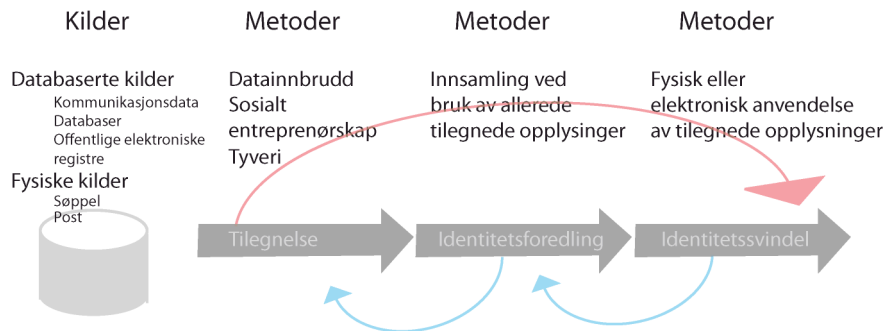 Kilder
Databaserte kilder
Kommunikasjonsdata
Databaser
Offentlige elektroniske
registre
Fysiske kilder
Søppel
Post
Metoder
Datainnbrudd
Sosialt
entreprenørskap
Tyveri
Metoder
Innsamling ved
bruk av allerede
tilegnede opplysinger
Metoder
Fysisk eller
elektronisk anvendelse
av tilegnede opplysninger
Tilegnelse
Identitetsforedling
Identitetssvindel